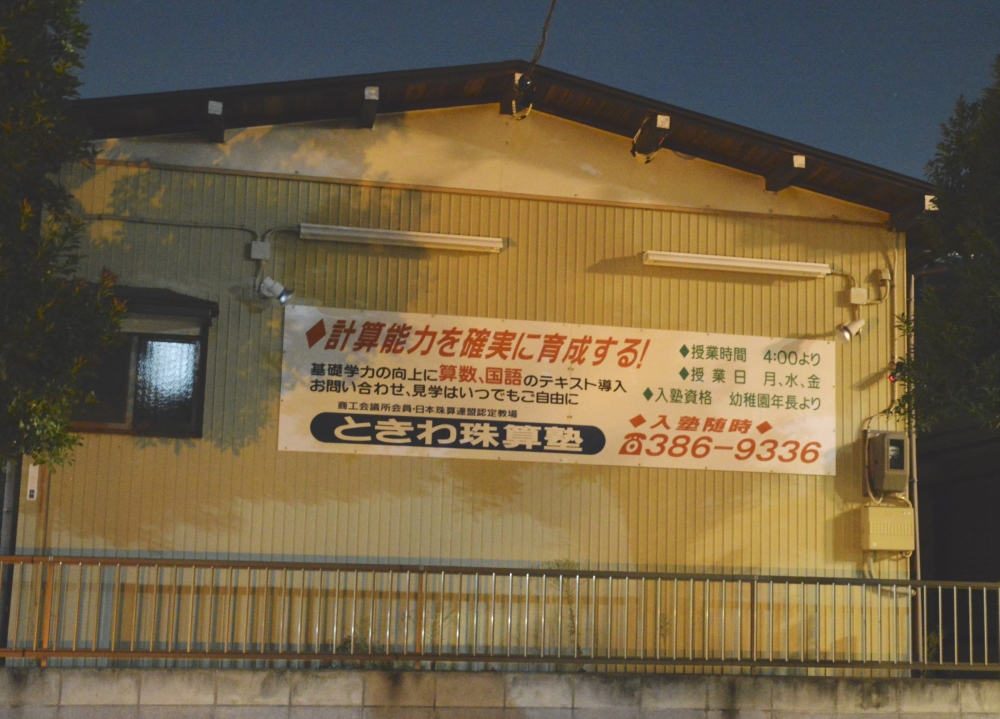 ◆計算能力を確実に育成する!
基礎学力の向上に算数、国語のテキスト導入
お問い合わせ、見学はいつでもご自由に
商工会議所会員・日本珠算連盟認定教場
ときわ珠算塾
◆授業時間 4:00より
◆授業日 月、水、金
◆入塾資格 幼稚園年長より
◆入塾随時◆
☎386-9336